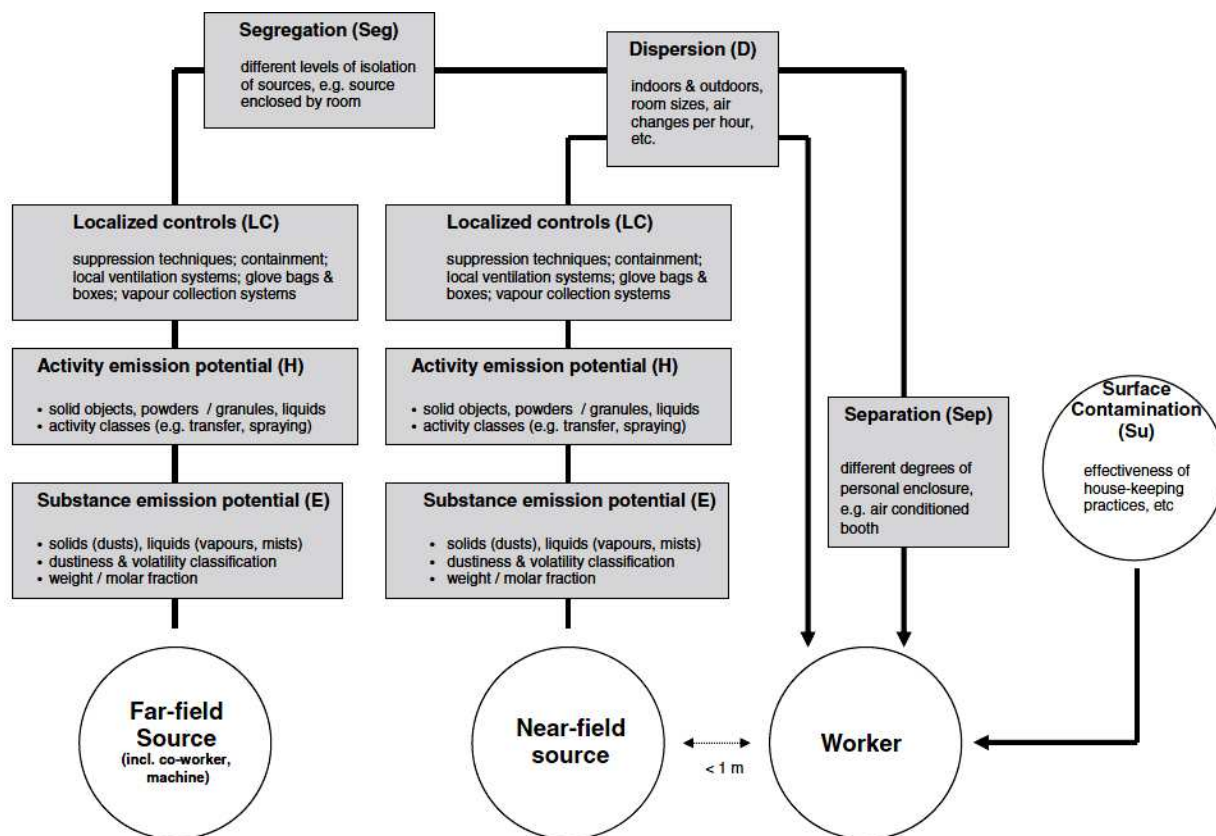 Segregation (Seg)
different levels of isolation
of sources, e.g. source
enclosed by room
Dispersion (D)
indoors & outdoors,
room sizes, air
changes per hour,
etc.
Localized controls (LC)
suppression techniques; containment;
local ventilation systems; glove bags &
boxes; vapour collection systems
Localized controls (LC)
suppression techniques; containment;
local ventilation systems; glove bags &
boxes; vapour collection systems
Activity emission potential (H)
• solid objects, powders / granules, liquids
• activity classes (e.g. transfer, spraying)
Activity emission potential (H)
• solid objects, powders / granules, liquids
• activity classes (e.g. transfer, spraying)
Substance emission potential (E)
• solids (dusts), liquids (vapours, mists)
• dustiness & volatility classification
• weight / molar fraction
Substance emission potential (E)
• solids (dusts), liquids (vapours, mists)
• dustiness & volatility classification
• weight / molar fraction
Separation (Sep)
different degrees of
personal enclosure,
e.g. air conditioned
booth
Surface
Contamination
(Su)
effectiveness of
house-keeping
practices, etc
Far-field
Source
(incl. co-worker,
machine)
Near-field
source
< 1 m
Worker